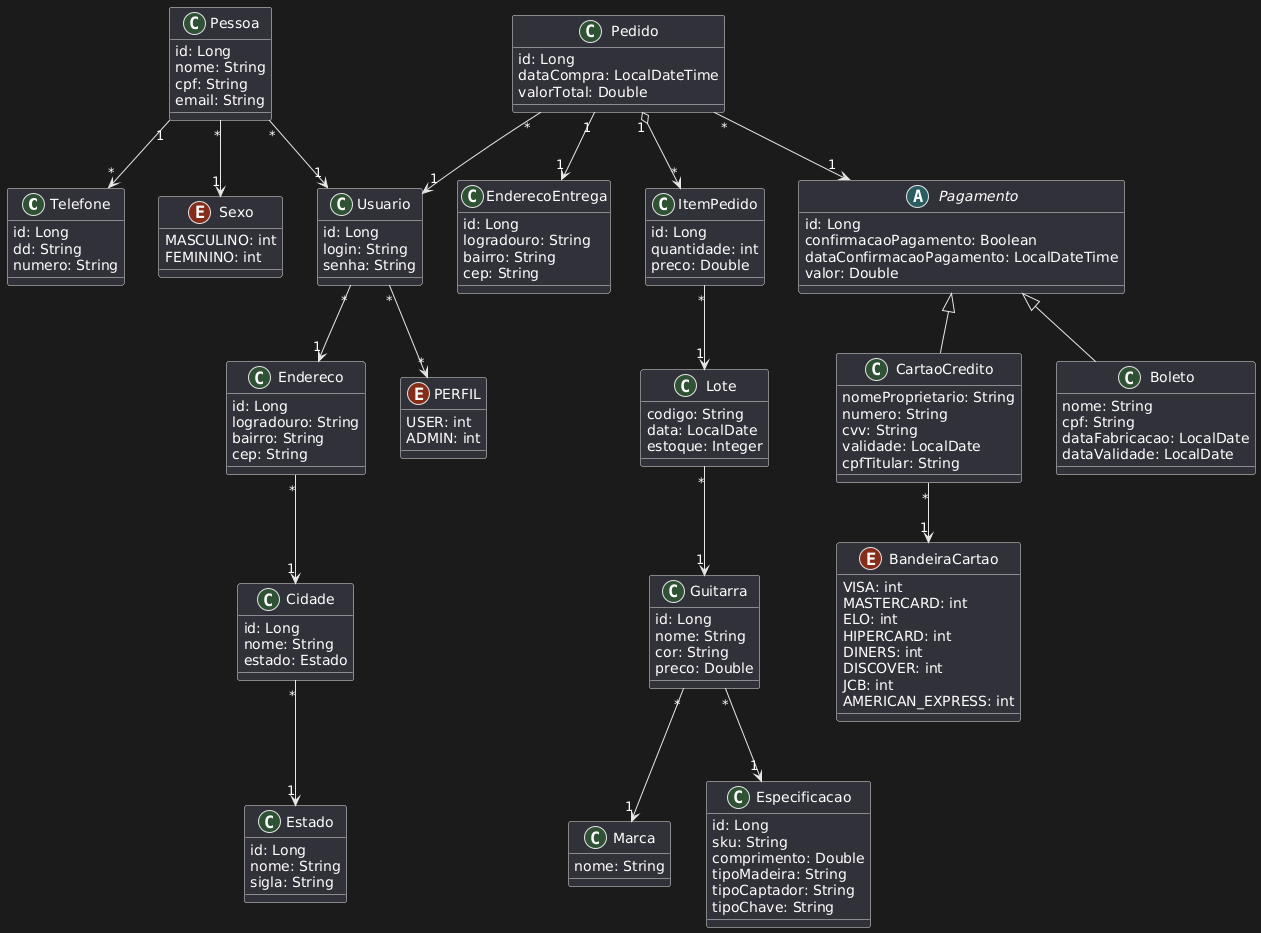 C Pessoa
id: Long
nome: String
cpf: String
email: String
C Pedido
id: Long
dataCompra: LocalDateTime
valorTotal: Double
1
*
*
*
1
1
*
*
1
1
1
*
1
C Telefone
id: Long
dd: String
numero: String
E Sexo
MASCULINO: int
FEMININO: int
C Usuario
id: Long
login: String
senha: String
C EnderecoEntrega
id: Long
logradouro: String
bairro: String
cep: String
C ItemPedido
id: Long
quantidade: int
preco: Double
A Pagamento
id: Long
confirmacaoPagamento: Boolean
dataConfirmacaoPagamento: LocalDateTime
valor: Double
*
*
*
1
*
1
C Endereco
id: Long
logradouro: String
bairro: String
cep: String
E PERFIL
USER: int
ADMIN: int
C Lote
codigo: String
data: LocalDate
estoque: Integer
C CartaoCredito
nomeProprietario: String
numero: String
cvv: String
validade: LocalDate
cpfTitular: String
C Boleto
nome: String
cpf: String
dataFabricacao: LocalDate
dataValidade: LocalDate
*
*
*
1
1
1
C Cidade
id: Long
nome: String
estado: Estado
C Guitarra
id: Long
nome: String
cor: String
preco: Double
E BandeiraCartao
VISA: int
MASTERCARD: int
ELO: int
HIPERCARD: int
DINERS: int
DISCOVER: int
JCB: int
AMERICAN_EXPRESS: int
*
*
*
1
1
1
C Estado
id: Long
nome: String
sigla: String
C Marca
nome: String
C Especificacao
id: Long
sku: String
comprimento: Double
tipoMadeira: String
tipoCaptador: String
tipoChave: String